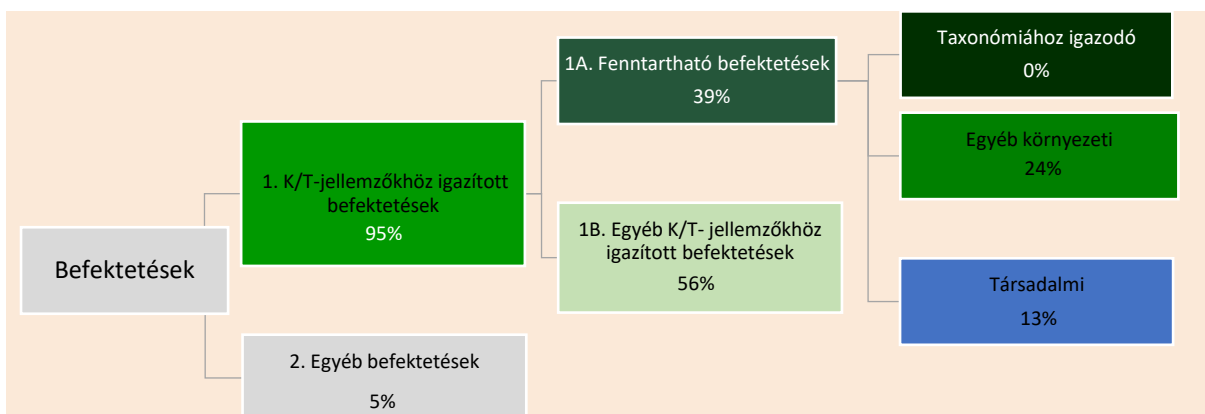 Befektetések
1. K/T-jellemzőkhöz igazított
befektetések
95%
2. Egyéb befektetések
5%
1A. Fenntartható befektetések
39%
1B. Egyéb K/T- jellemzőkhöz
igazított befektetések
56%
Taxonómiához igazodó
0%
Egyéb környezeti
24%
Társadalmi
13%